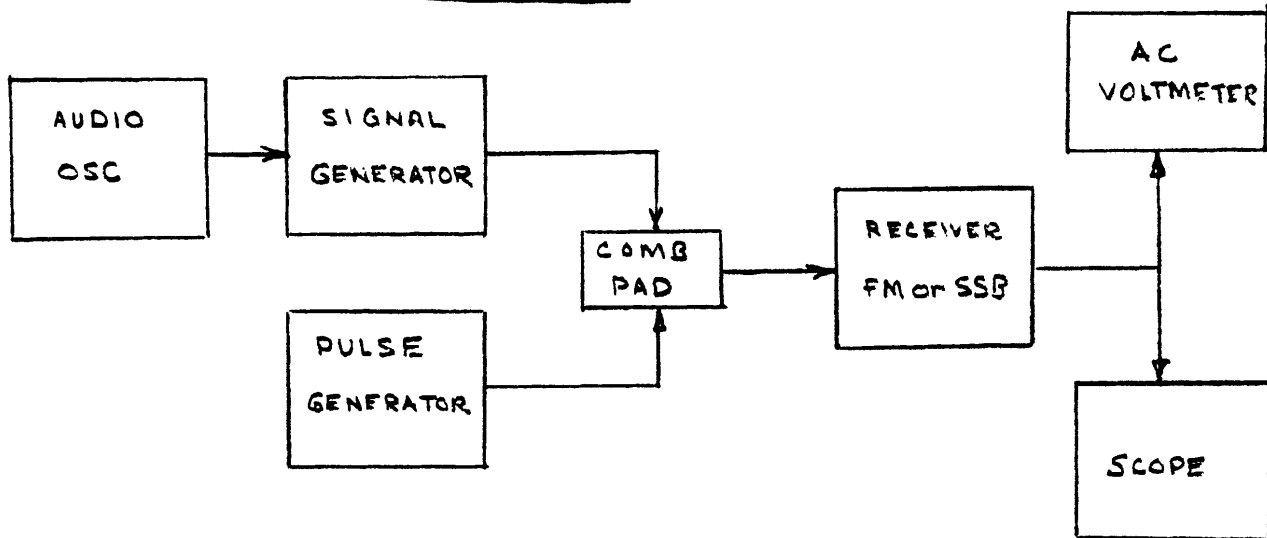 AUDIO
OSC
SIGNAL
GENERATOR
PULSE
GENERATOR
COMB
PAD
RECEIVER
FM or SSB
AC
VOLTMETER
SCOPE